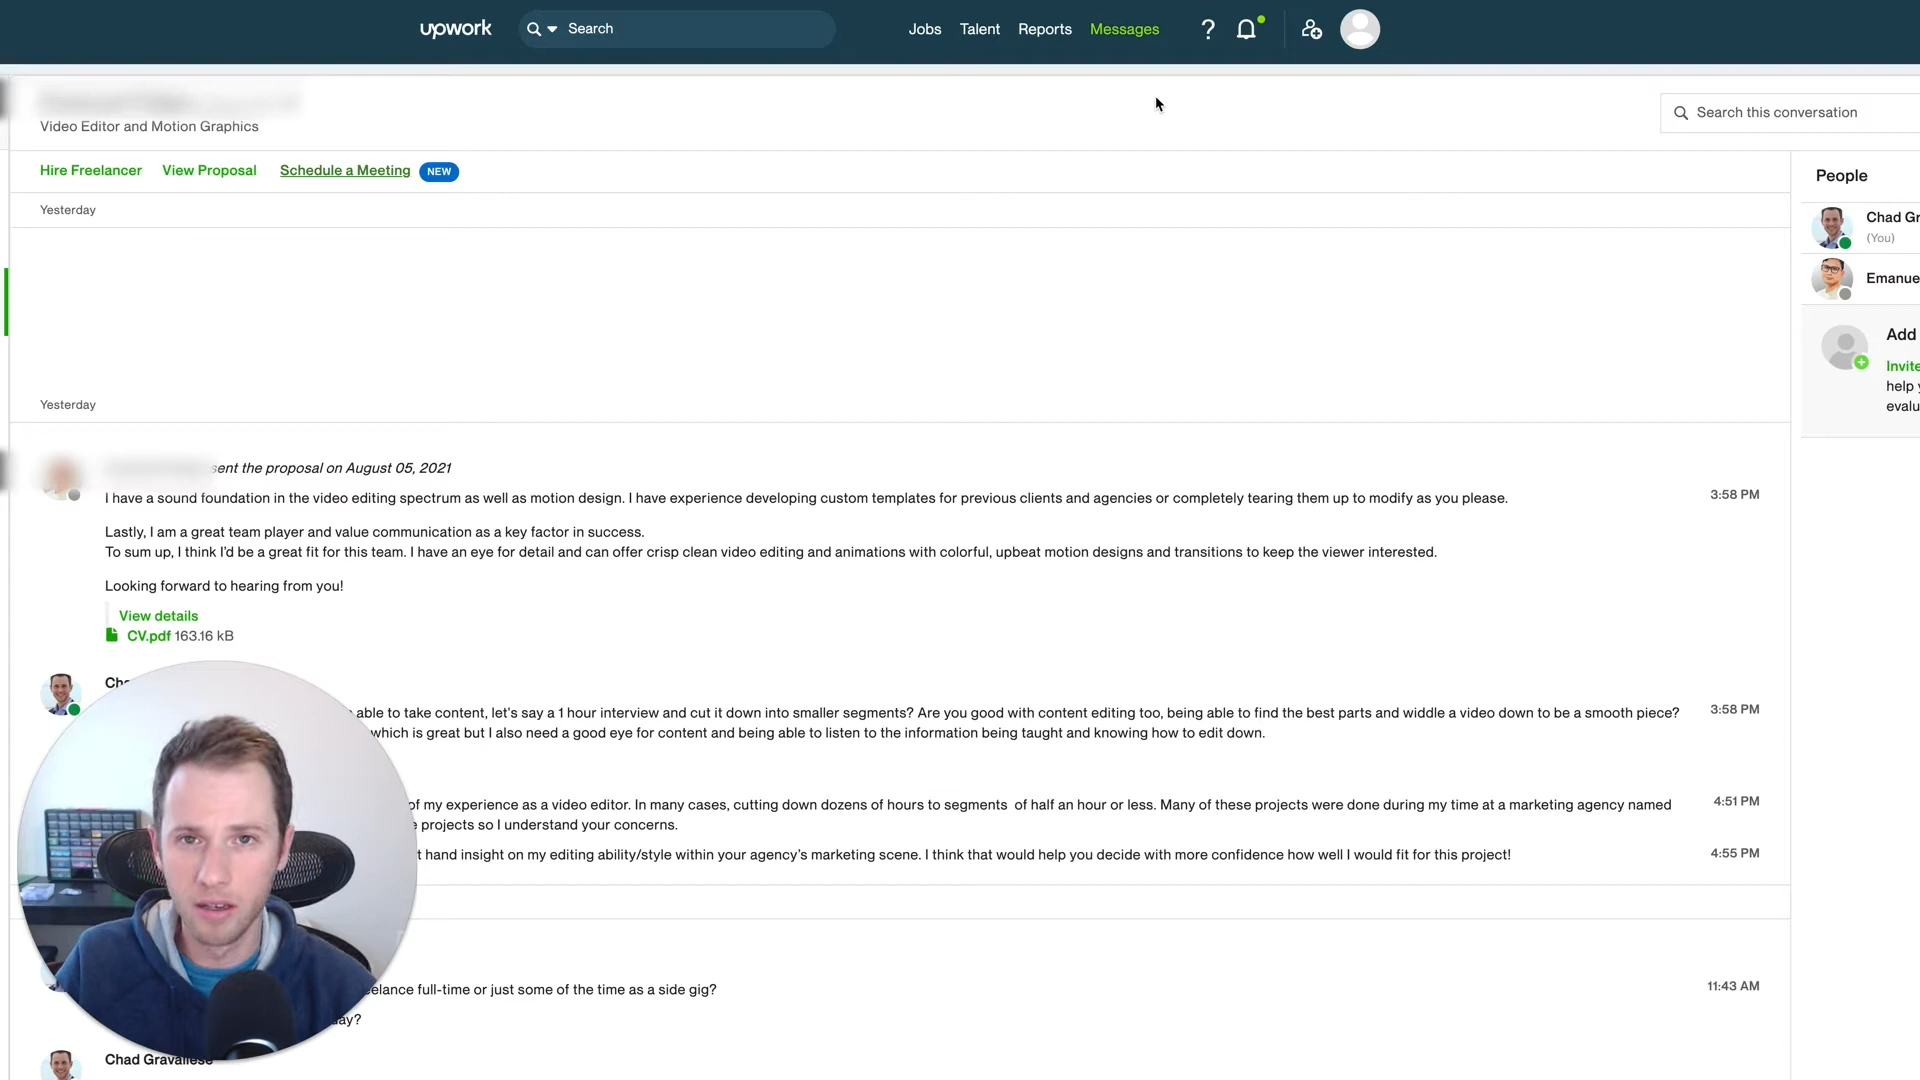 upwork
Search
Jobs
Talent
Reports
Messages
?
Video Editor and Motion Graphics
Search this conversation
Hire Freelancer
View Proposal
Schedule a Meeting
NEW
People
Yesterday
Chad Gr
(You)
Emanue
Add
Invite
help y
evalu
Yesterday
sent the proposal on August 05, 2021
I have a sound foundation in the video editing spectrum as well as motion design. I have experience developing custom templates for previous clients and agencies or completely tearing them up to modify as you please.
3:58 PM
Lastly, I am a great team player and value communication as a key factor in success.
To sum up, I think I'd be a great fit for this team. I have an eye for detail and can offer crisp clean video editing and animations with colorful, upbeat motion designs and transitions to keep the viewer interested.
Looking forward to hearing from you!
View details
CV.pdf 163.16 kB
able to take content, let's say a 1 hour interview and cut it down into smaller segments? Are you good with content editing too, being able to find the best parts and widdle a video down to be a smooth piece?
3:58 PM
which is great but I also need a good eye for content and being able to listen to the information being taught and knowing how to edit down.
of my experience as a video editor. In many cases, cutting down dozens of hours to segments of half an hour or less. Many of these projects were done during my time at a marketing agency named
4:51 PM
projects so I understand your concerns.
t hand insight on my editing ability/style within your agency's marketing scene. I think that would help you decide with more confidence how well I would fit for this project!
4:55 PM
elance full-time or just some of the time as a side gig?
11:43 AM
ay?
Chad Gravallese